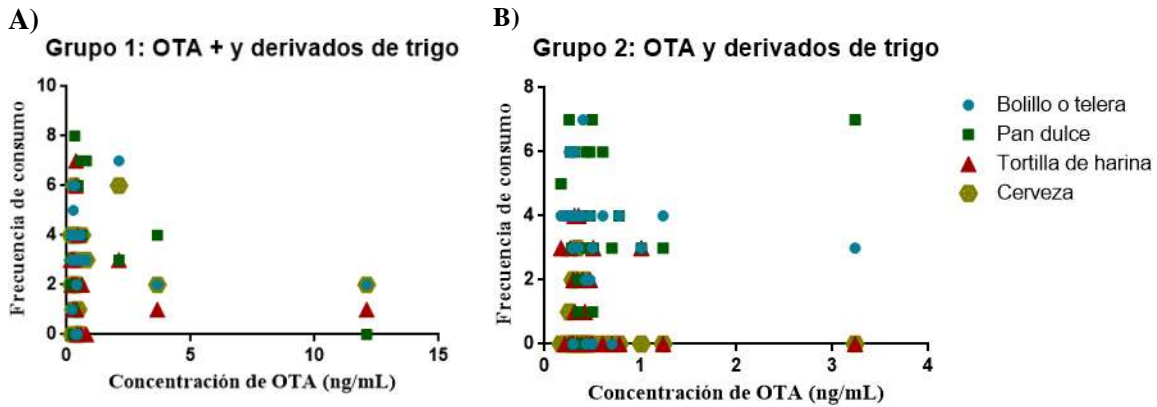 A)
Grupo 1: OTA + y derivados de trigo
Frecuencia de consumo
10
8
6
4
2
0
0
5
10
15
Concentración de OTA (ng/mL)
B)
Grupo 2: OTA y derivados de trigo
Frecuencia de consumo
8
6
4
2
0
0
1
2
3
4
Concentración de OTA (ng/mL)
Bolillo o telera
Pan dulce
Tortilla de harina
Cerveza